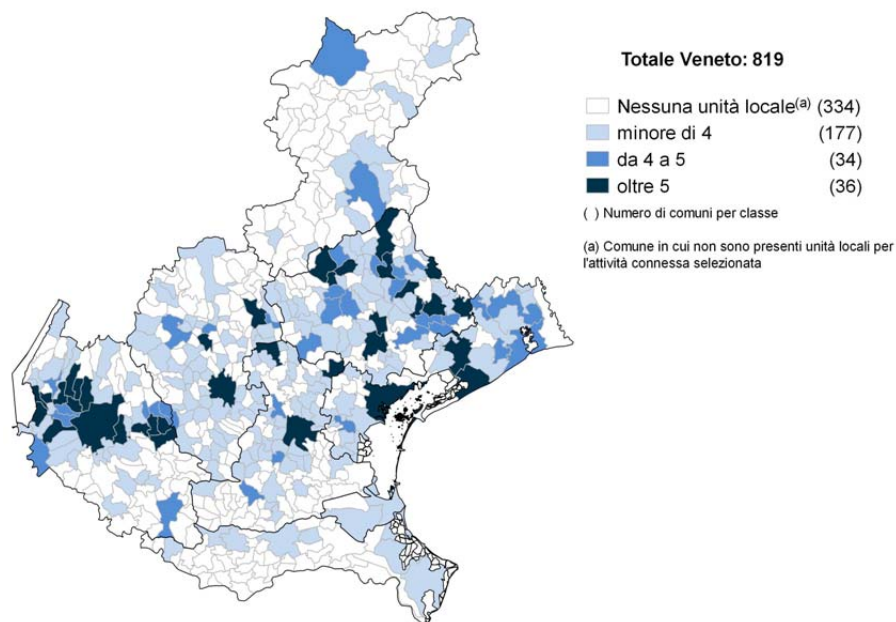 Totale Veneto: 819
Nessuna unità locale(a) (334)
minore di 4 (177)
da 4 a 5 (34)
oltre 5 (36)
( ) Numero di comuni per classe
(a) Comune in cui non sono presenti unità locali per
l'attività connessa selezionata